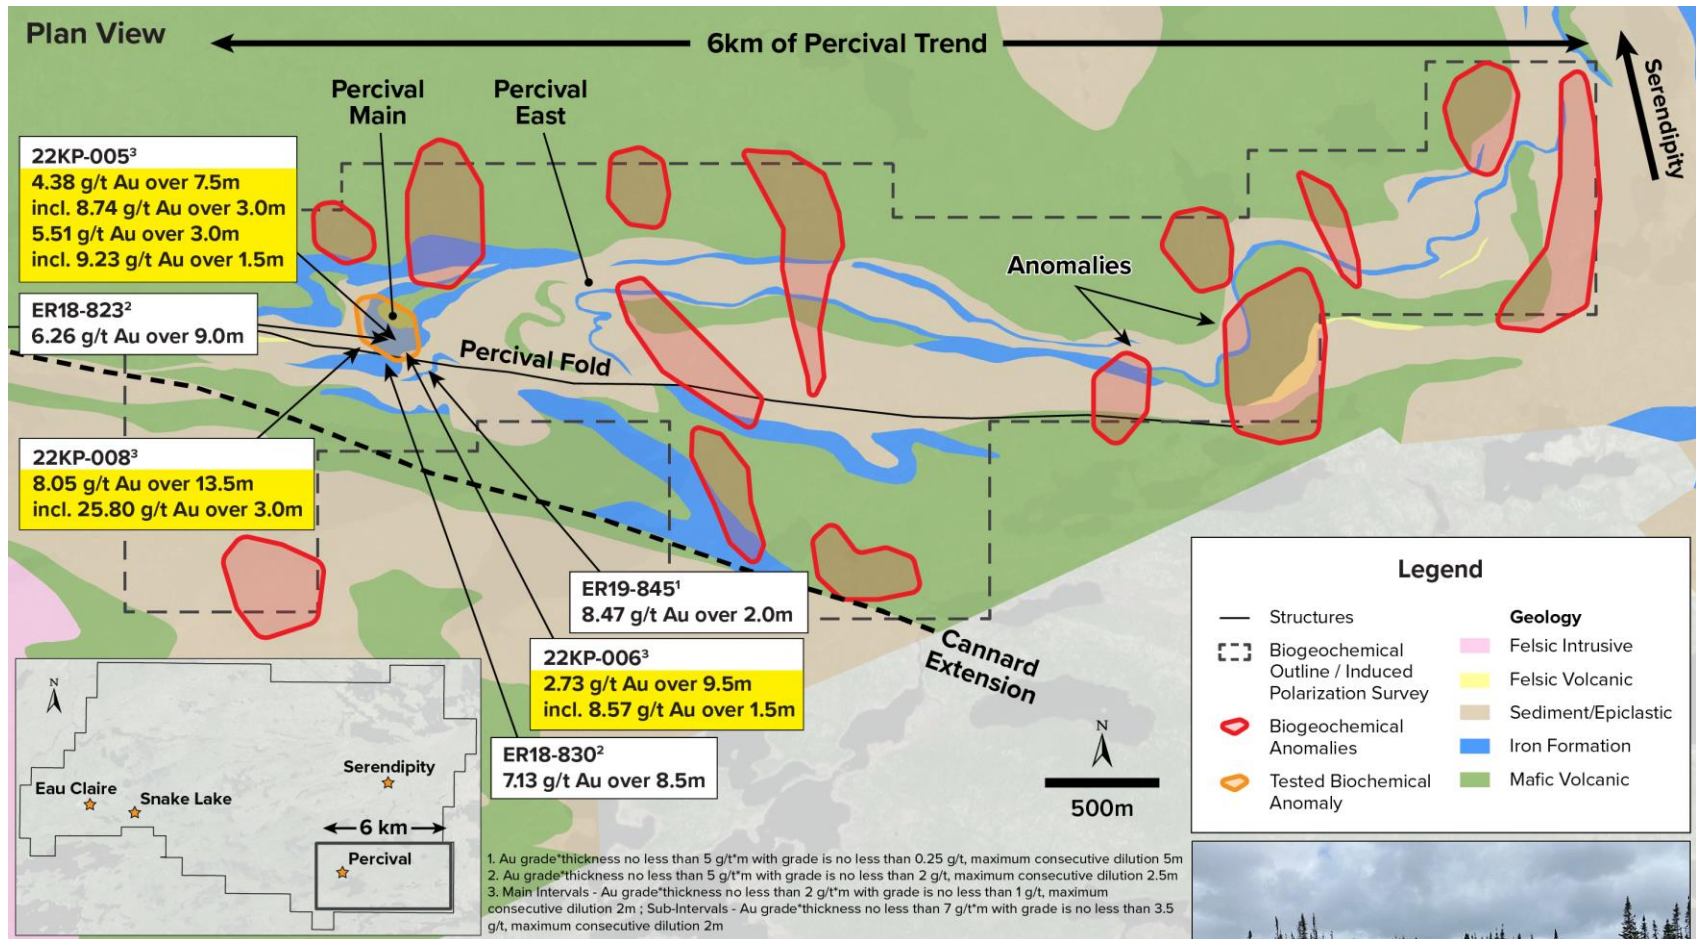 Plan View
6km of Percival Trend
Serendipity
Percival
Main
Percival
East
22KP-005³
4.38 g/t Au over 7.5m
incl. 8.74 g/t Au over 3.0m
5.51 g/t Au over 3.0m
incl. 9.23 g/t Au over 1.5m
Anomalies
ER18-823²
6.26 g/t Au over 9.0m
Percival Fold
22KP-008³
8.05 g/t Au over 13.5m
incl. 25.80 g/t Au over 3.0m
ER19-845¹
8.47 g/t Au over 2.0m
22KP-006³
2.73 g/t Au over 9.5m
incl. 8.57 g/t Au over 1.5m
ER18-830²
7.13 g/t Au over 8.5m
Cannard
Extension
N
500m
Legend
Structures
Biogeochemical
Outline / Induced
Polarization Survey
Biogeochemical
Anomalies
Tested Biochemical
Anomaly
Geology
Felsic Intrusive
Felsic Volcanic
Sediment/Epiclastic
Iron Formation
Mafic Volcanic
N
Eau Claire
Snake Lake
Serendipity
6 km
Percival
1. Au grade*thickness no less than 5 g/t*m with grade is no less than 0.25 g/t, maximum consecutive dilution 5m
2. Au grade*thickness no less than 5 g/t*m with grade is no less than 2 g/t, maximum consecutive dilution 2.5m
3. Main Intervals - Au grade*thickness no less than 2 g/t*m with grade is no less than 1 g/t, maximum
consecutive dilution 2m ; Sub-Intervals - Au grade*thickness no less than 7 g/t*m with grade is no less than 3.5
g/t, maximum consecutive dilution 2m